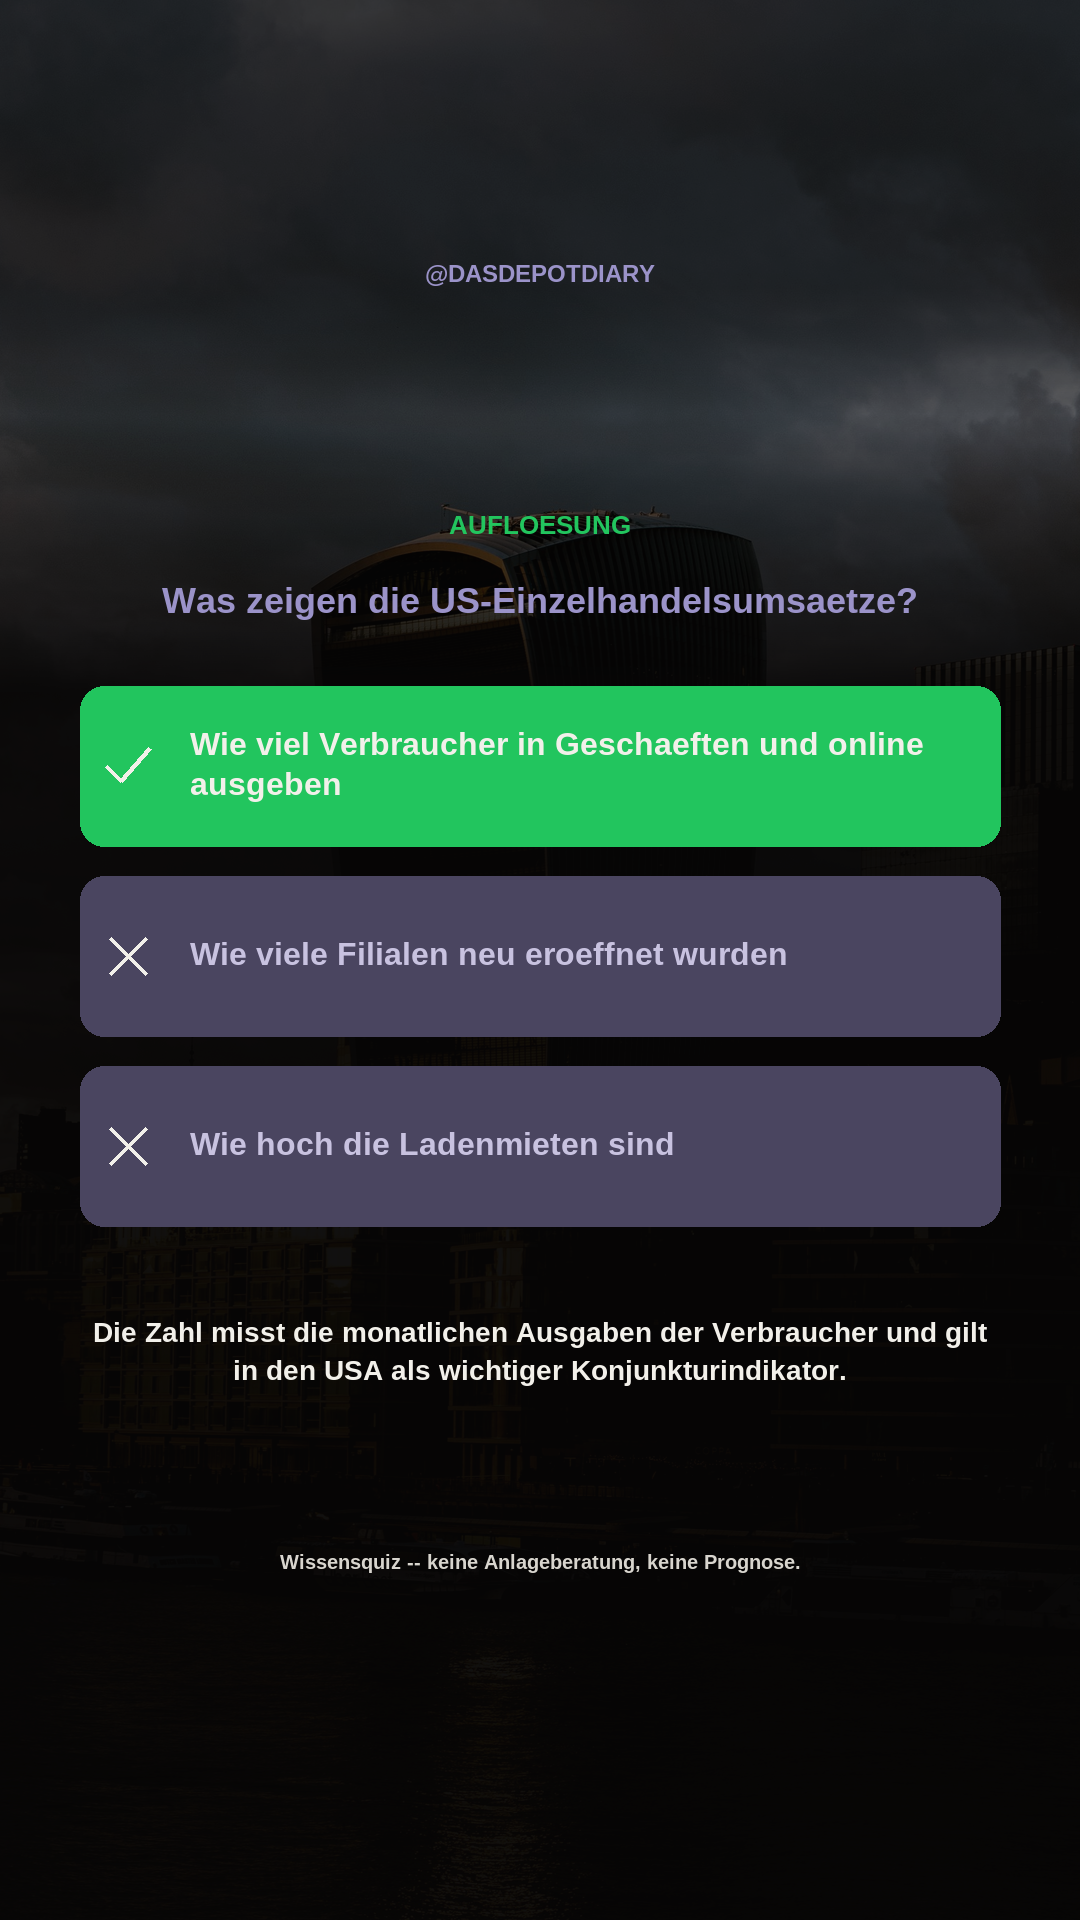 @DASDEPOTDIARY
AUFLOESUNG
Was zeigen die US-Einzelhandelsumsaetze?
Wie viel Verbraucher in Geschaeften und online
ausgeben
Wie viele Filialen neu eroeffnet wurden
Wie hoch die Ladenmieten sind
Die Zahl misst die monatlichen Ausgaben der Verbraucher und gilt
in den USA als wichtiger Konjunkturindikator.
Wissensquiz -- keine Anlageberatung, keine Prognose.